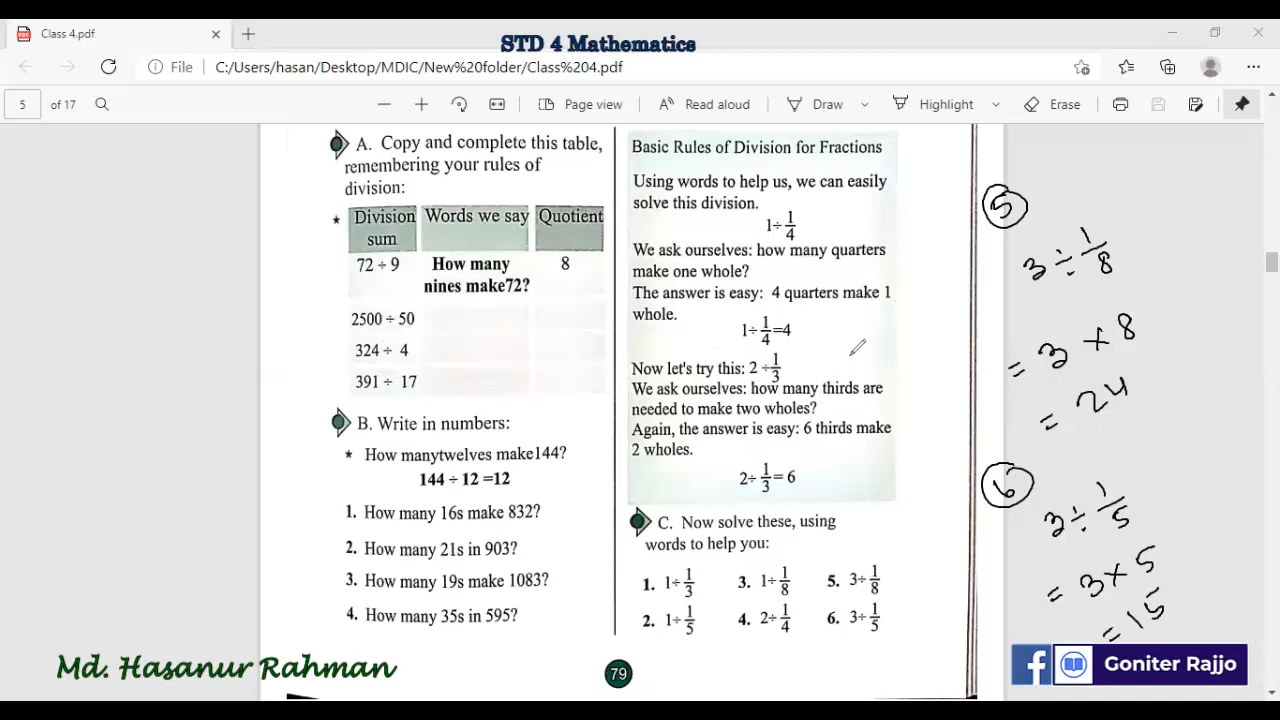 Class 4.pdf
STD 4 Mathematics
File C:/Users/hasan/Desktop/MDIC/New%20folder/Class%204.pdf
5 of 17 Page view Read aloud Draw Highlight Erase
A. Copy and complete this table,
remembering your rules of
division:
* Division sum Words we say Quotient
72 ÷ 9 How many nines make72? 8
2500 ÷ 50
324 ÷ 4
391 ÷ 17
B. Write in numbers:
* How manytwelves make144?
144 ÷ 12 =12
1. How many 16s make 832?
2. How many 21s in 903?
3. How many 19s make 1083?
4. How many 35s in 595?
Basic Rules of Division for Fractions
Using words to help us, we can easily
solve this division.
1÷ 1/4
We ask ourselves: how many quarters
make one whole?
The answer is easy: 4 quarters make 1
whole.
1÷ 1/4 =4
Now let's try this: 2 ÷ 1/3
We ask ourselves: how many thirds are
needed to make two wholes?
Again, the answer is easy: 6 thirds make
2 wholes.
2÷ 1/3 = 6
C. Now solve these, using
words to help you:
1. 1÷ 1/3 3. 1÷ 1/8 5. 3÷ 1/8
2. 1÷ 1/5 4. 2÷ 1/4 6. 3÷ 1/5
79
5
3 ÷ 1/8
= 3 × 8
= 24
6
3 ÷ 1/5
= 3 × 5
= 15
Md. Hasanur Rahman
Goniter Rajjo